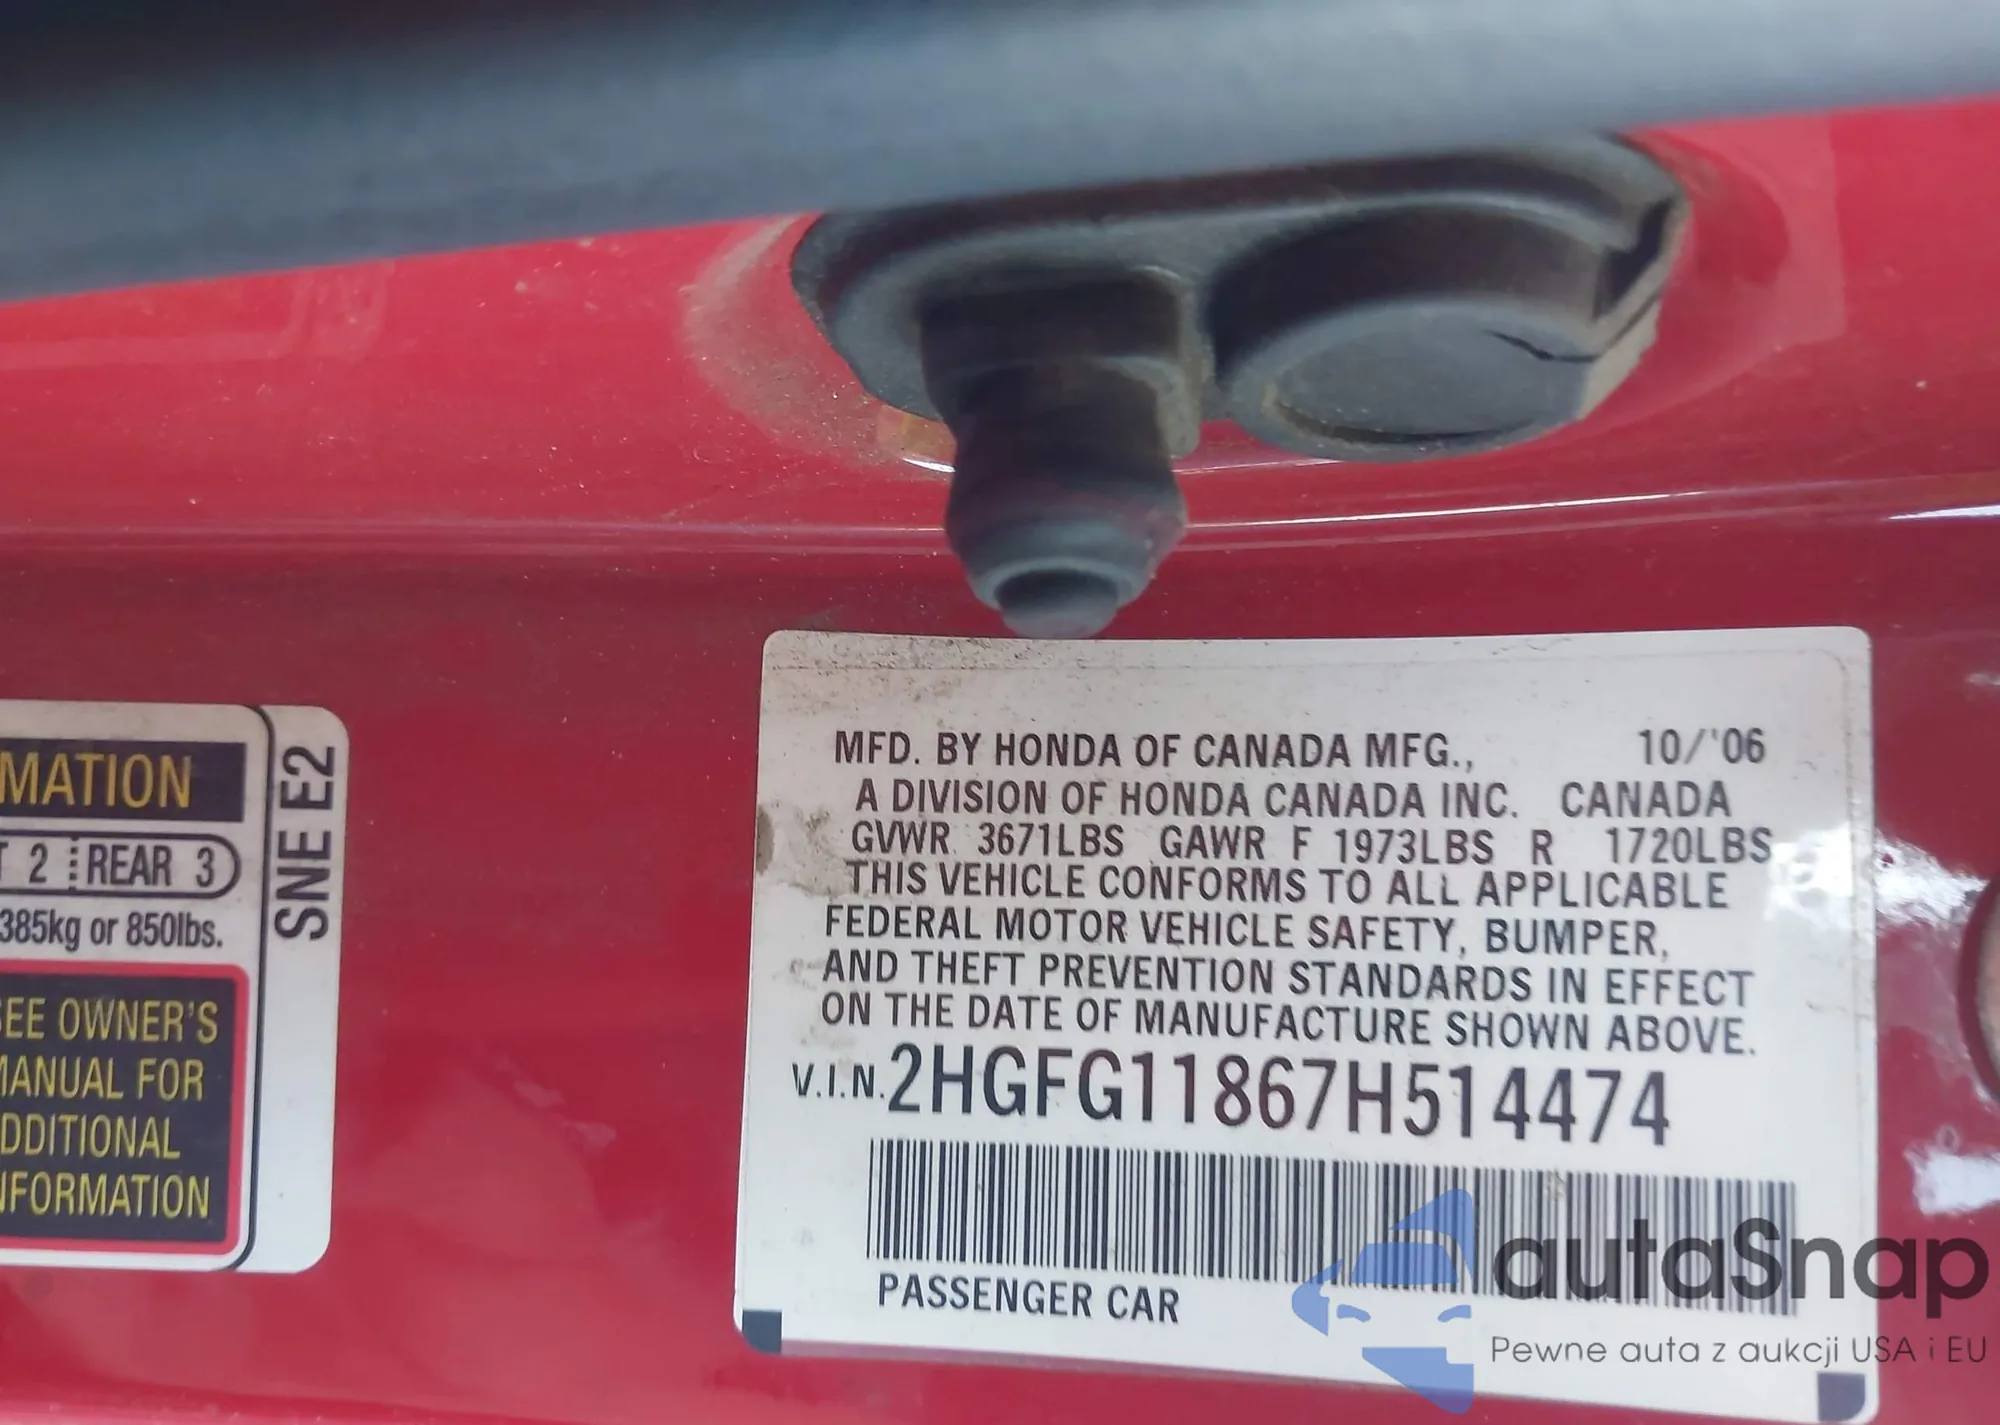 MATION
2 REAR 3
385kg or 850lbs.
SEE OWNER'S
MANUAL FOR
ADDITIONAL
INFORMATION
SNE E2
MFD. BY HONDA OF CANADA MFG., 10/'06
A DIVISION OF HONDA CANADA INC. CANADA
GVWR 3671LBS GAWR F 1973LBS R 1720LBS
THIS VEHICLE CONFORMS TO ALL APPLICABLE
FEDERAL MOTOR VEHICLE SAFETY, BUMPER,
AND THEFT PREVENTION STANDARDS IN EFFECT
ON THE DATE OF MANUFACTURE SHOWN ABOVE.
V.I.N. 2HGFG11867H514474
PASSENGER CAR
autaSnap
Pewne auta z aukcji USA i EU